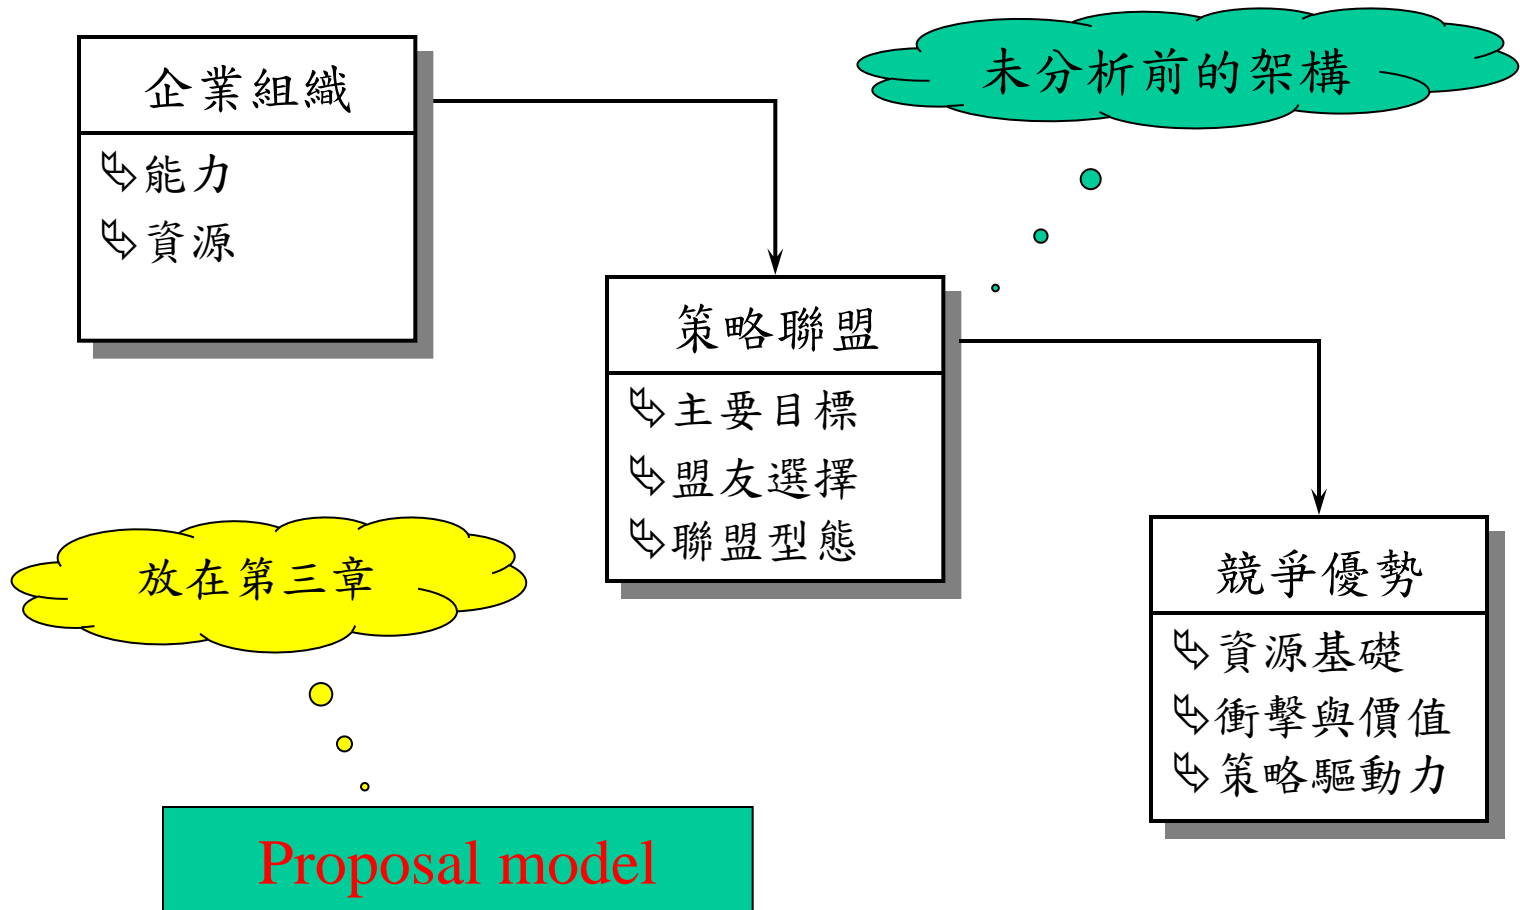 企業組織
能力
資源
未分析前的架構
策略聯盟
主要目標
盟友選擇
聯盟型態
放在第三章
競爭優勢
資源基礎
衝擊與價值
策略驅動力
Proposal model